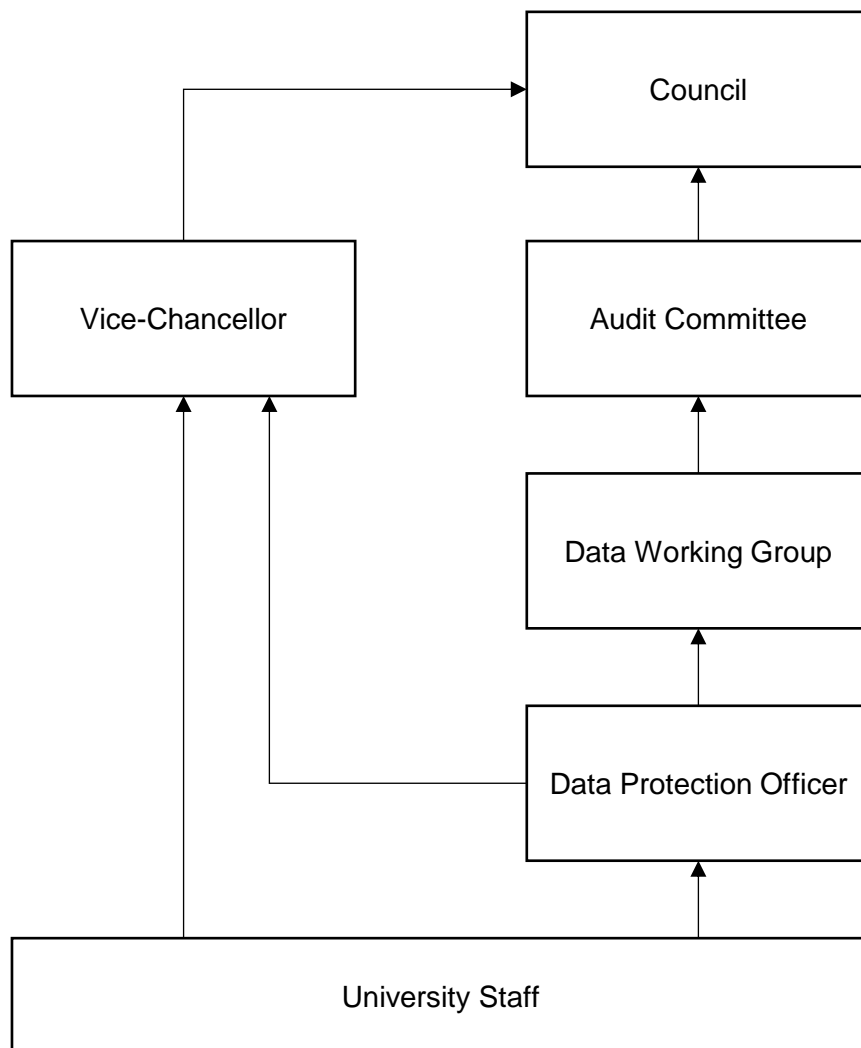 Council
Vice-Chancellor
Audit Committee
Data Working Group
Data Protection Officer
University Staff